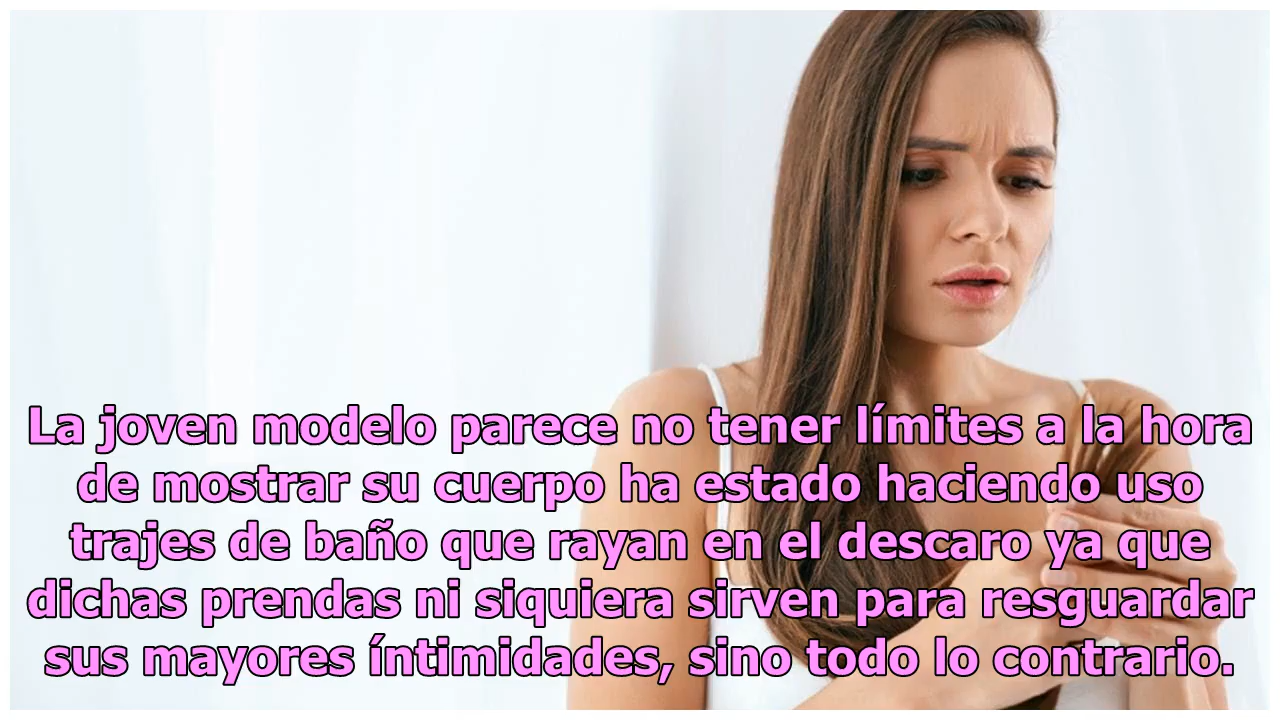 La joven modelo parece no tener límites a la hora
de mostrar su cuerpo ha estado haciendo uso
trajes de baño que rayan en el descaro ya que
dichas prendas ni siquiera sirven para resguardar
sus mayores íntimidades, sino todo lo contrario.